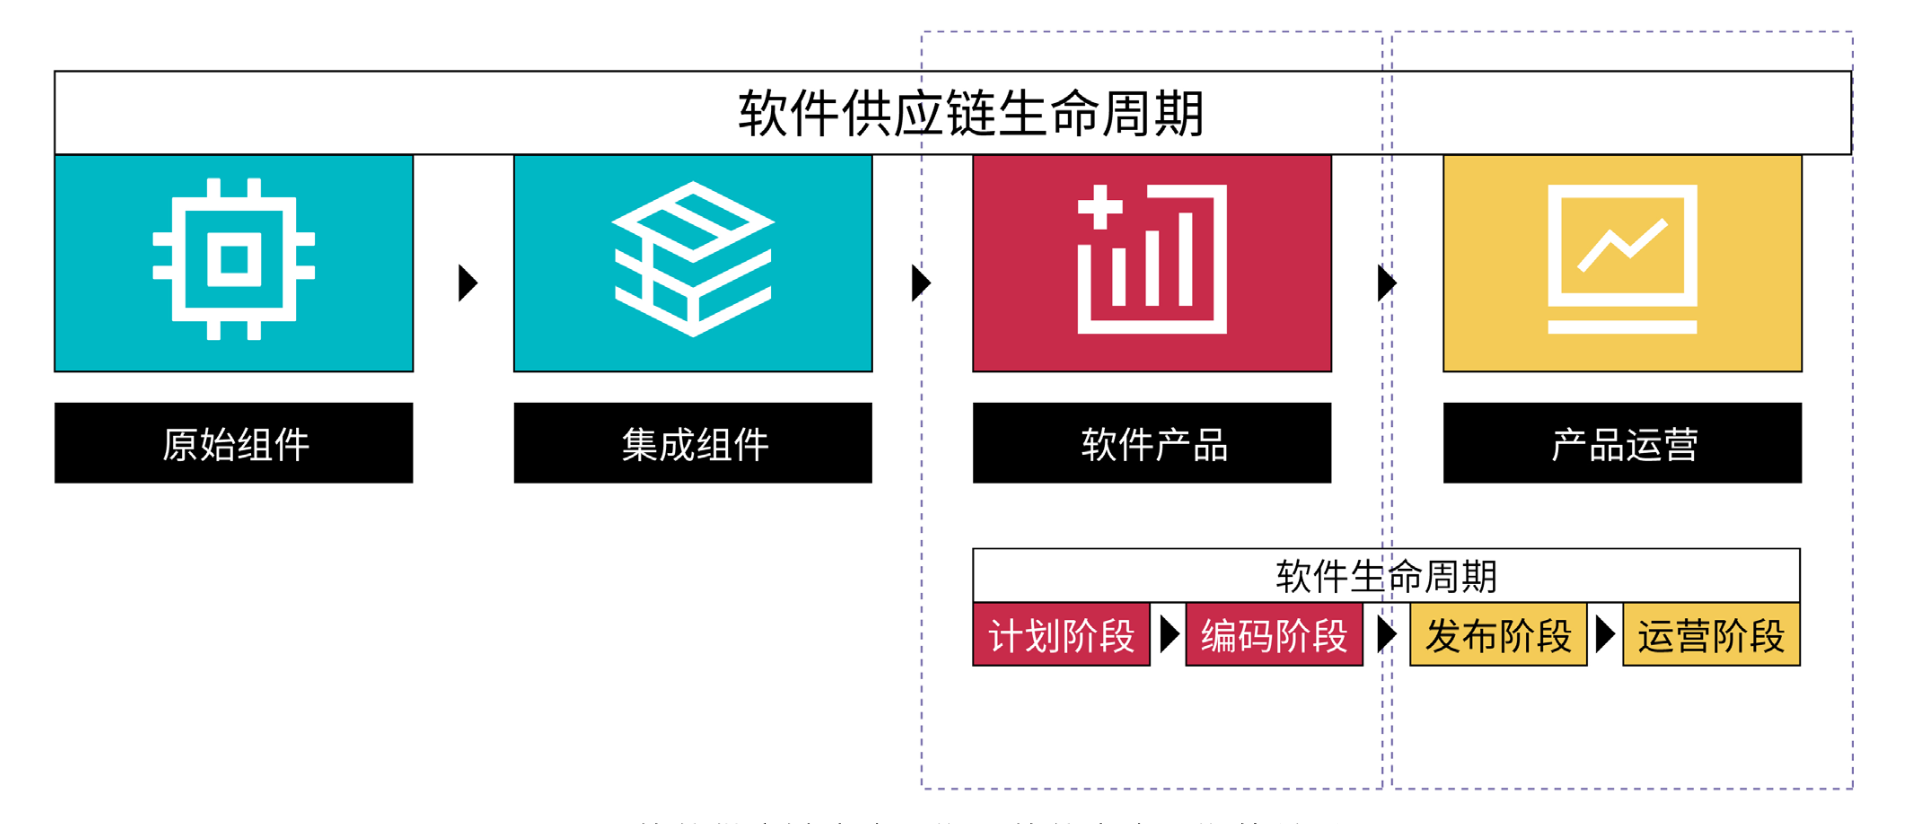 软件供应链生命周期
原始组件
集成组件
软件产品
产品运营
软件生命周期
计划阶段
编码阶段
发布阶段
运营阶段